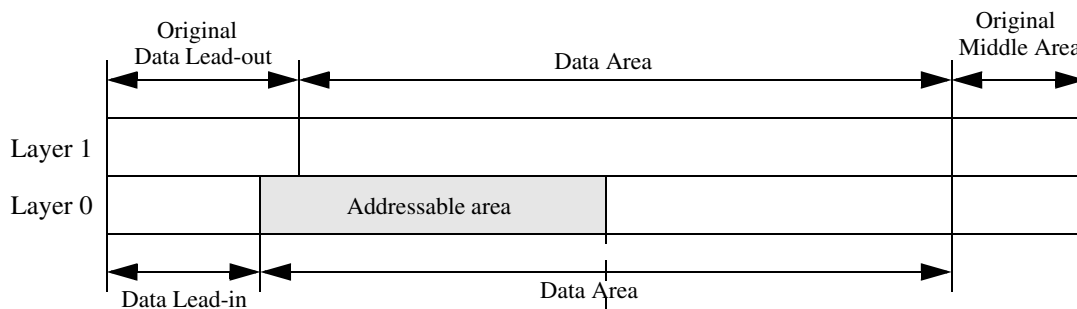 Original
Data Lead-out
Data Area
Original
Middle Area
Layer 1
Layer 0
Addressable area
Data Lead-in
Data Area